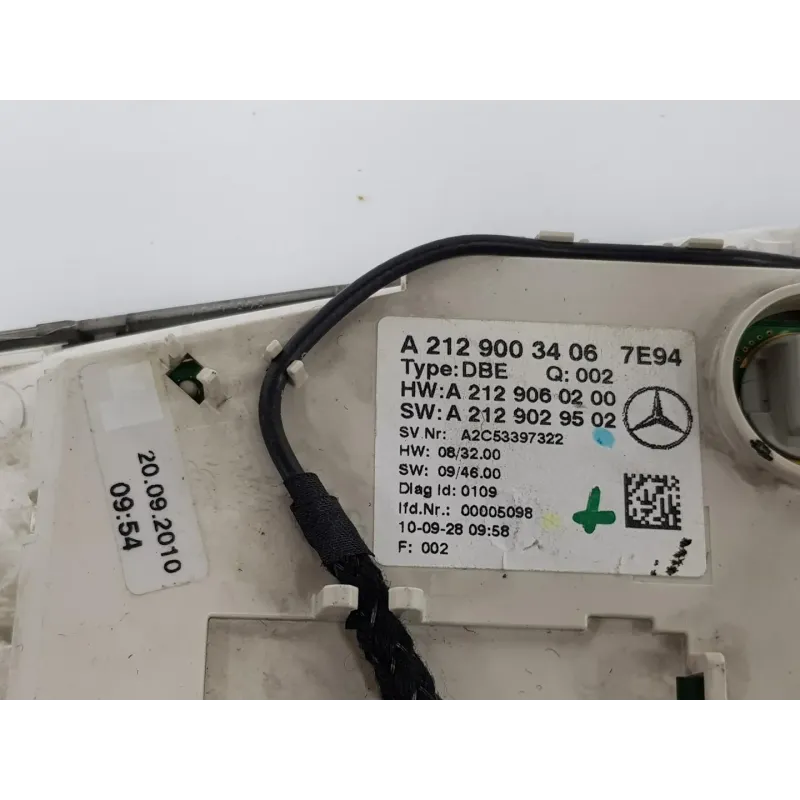 A 212 900 34 06 7E94
Type:DBE Q: 002
HW:A 212 906 02 00
SW:A 212 902 95 02
SV.Nr: A2C53397322
HW: 08/32.00
SW: 09/46.00
Diag Id: 0109
lfd.Nr.: 00005098
10-09-28 09:58
F: 002
20.09.2010
09:54